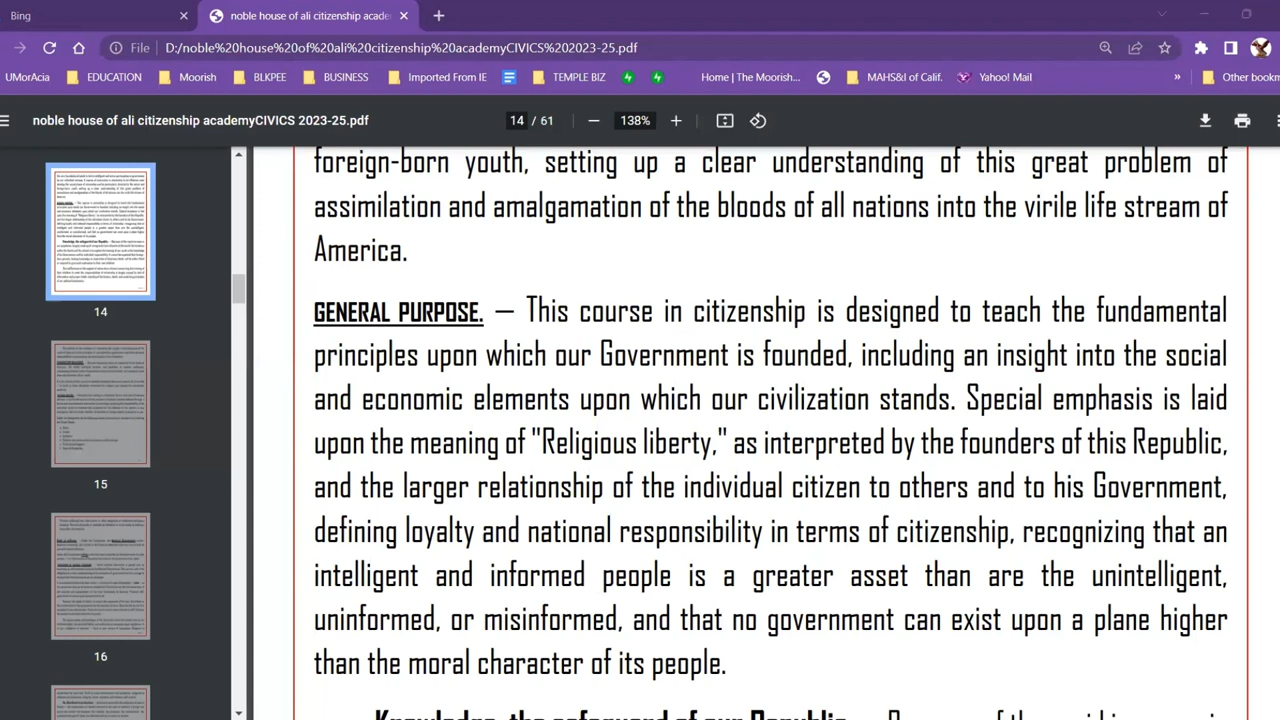 Bing
noble house of ali citizenship acade
File
D:/noble%20house%20of%20ali%20citizenship%20academyCIVICS%202023-25.pdf
UMorAcia
EDUCATION
Moorish
BLKPEE
BUSINESS
Imported From IE
TEMPLE BIZ
Home | The Moorish...
MAHS&I of Calif.
Yahoo! Mail
»
Other bookm
noble house of ali citizenship academyCIVICS 2023-25.pdf
14 / 61
138%
14
15
16
foreign-born youth, setting up a clear understanding of this great problem of
assimilation and amalgamation of the bloods of all nations into the virile life stream of
America.
GENERAL PURPOSE. — This course in citizenship is designed to teach the fundamental
principles upon which our Government is founded, including an insight into the social
and economic elements upon which our civilization stands. Special emphasis is laid
upon the meaning of "Religious liberty," as interpreted by the founders of this Republic,
and the larger relationship of the individual citizen to others and to his Government,
defining loyalty and national responsibility in terms of citizenship, recognizing that an
intelligent and informed people is a greater asset than are the unintelligent,
uninformed, or misinformed, and that no government can exist upon a plane higher
than the moral character of its people.
Knowledge, the safeguard of our Republic